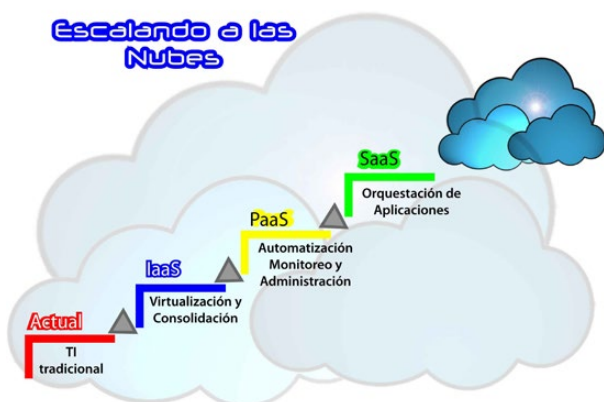 Escalando a las
Nubes
SaaS
Orquestación de
Aplicaciones
PaaS
Automatización
Monitoreo y
Administración
IaaS
Virtualización y
Consolidación
Actual
TI
tradicional